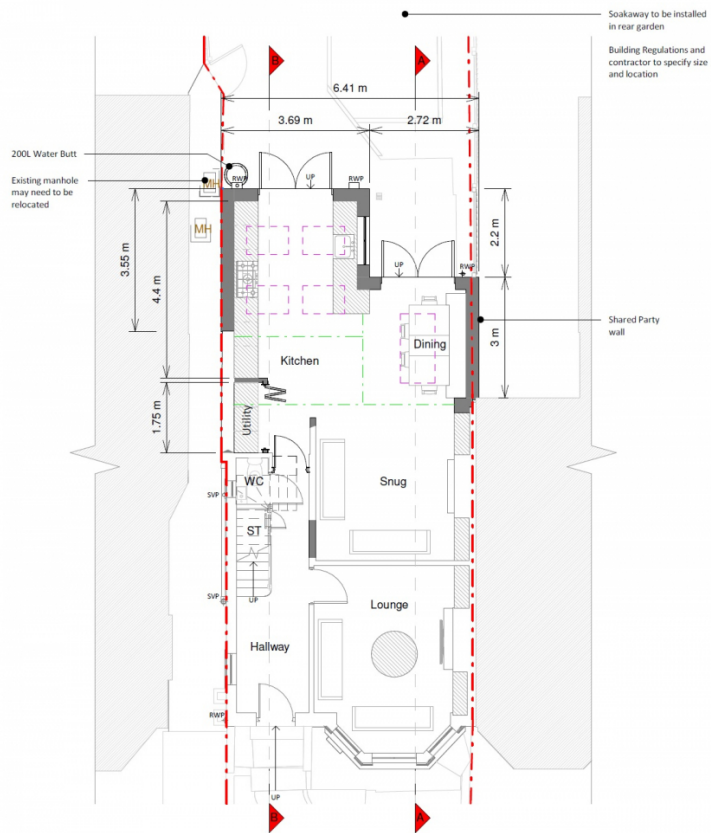 Soakaway to be installed
in rear garden
Building Regulations and
contractor to specify size
and location
B
A
6.41 m
3.69 m
2.72 m
200L Water Butt
Existing manhole
may need to be
relocated
MH
MH
RWP
UP
RWP
UP
RWP
2.2 m
3.55 m
4.4 m
3 m
Shared Party
wall
Dining
Kitchen
1.75 m
Utility
WC
Snug
SVP
ST
SVP
UP
Lounge
Hallway
RWP
UP
B
A